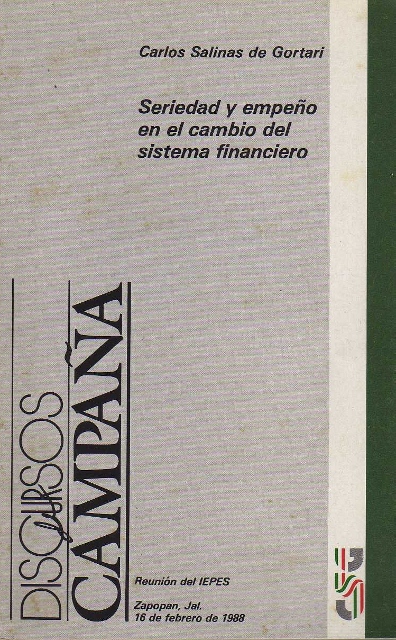 Carlos Salinas de Gortari
Seriedad y empeño
en el cambio del
sistema financiero
DISCURSOS
de la
CAMPAÑA
Reunión del IEPES
Zapopan, Jal.
16 de febrero de 1988